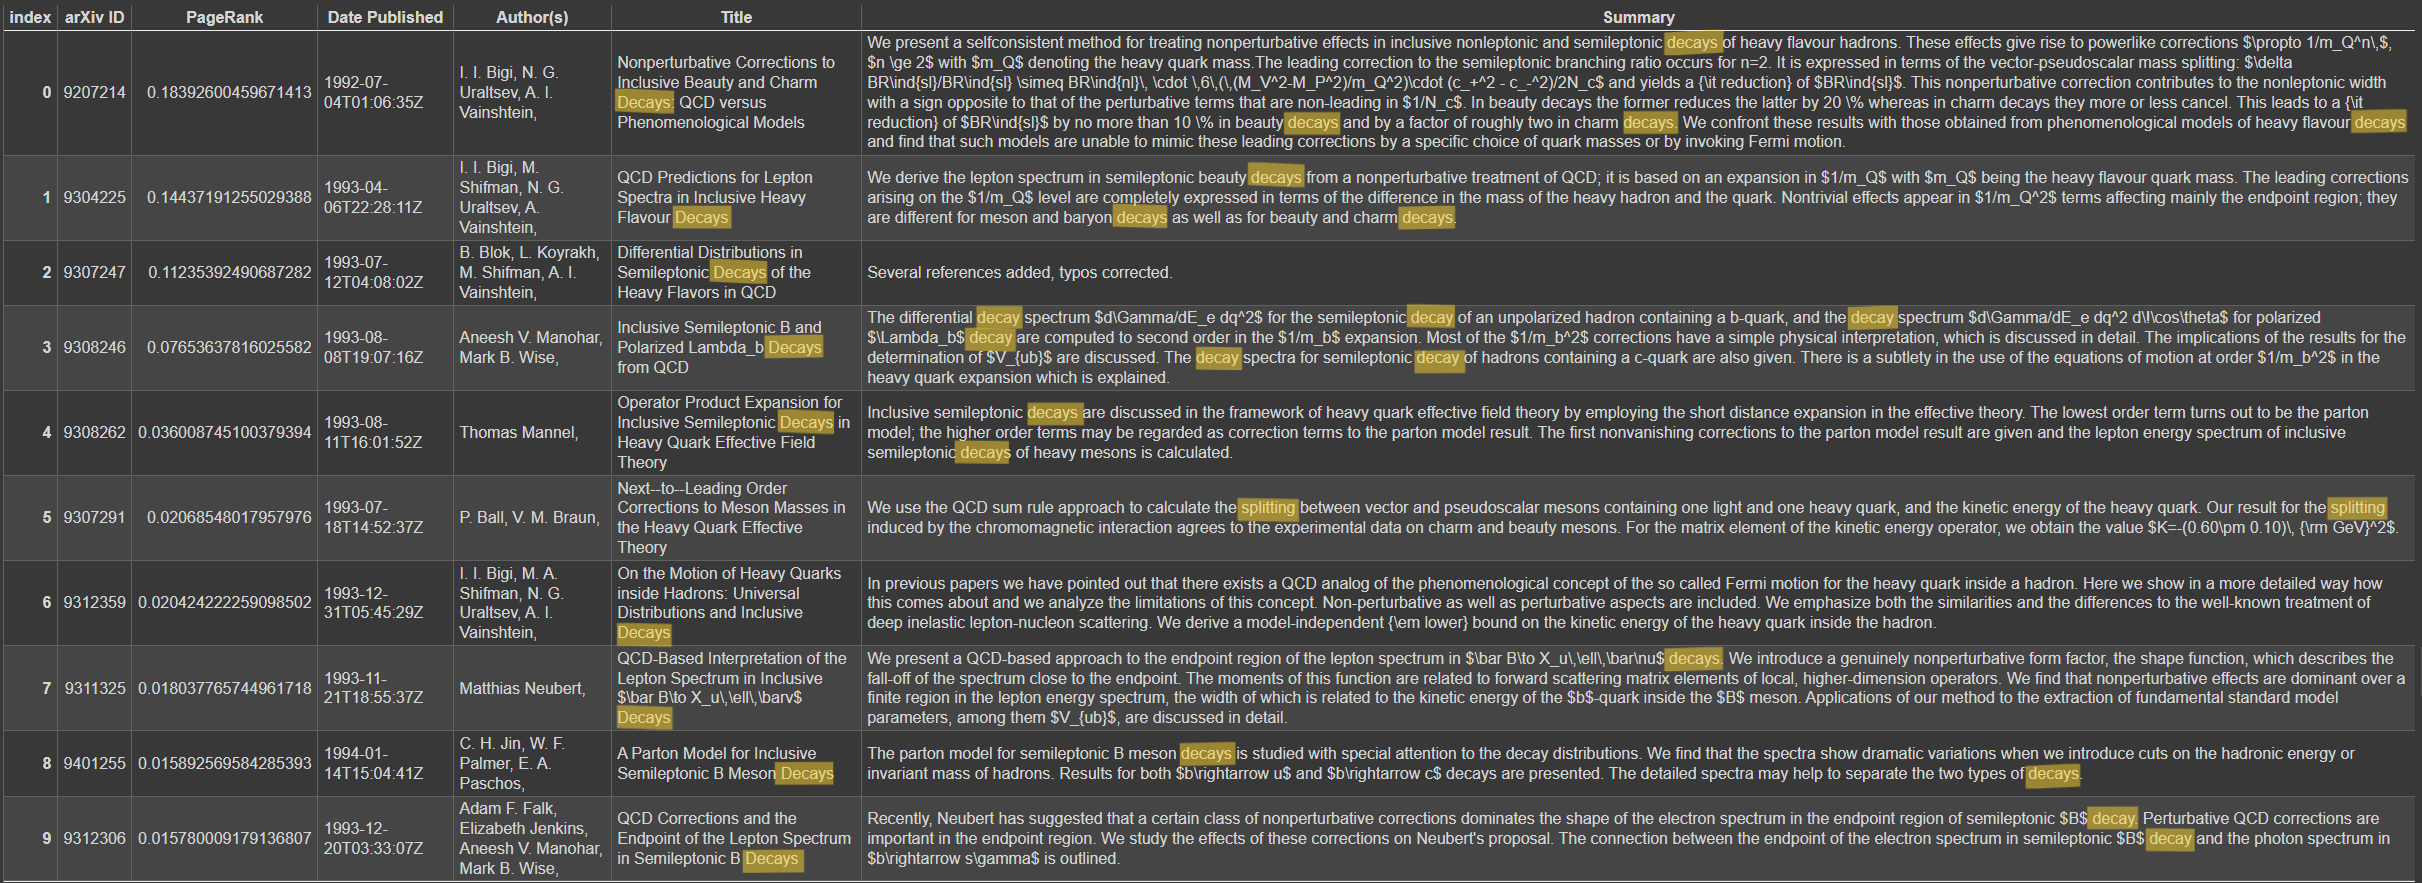 index arXiv ID PageRank Date Published Author(s) Title Summary
0 9207214 0.18392600459671413
1992-07-
04T01:06:35Z
I. I. Bigi, N. G.
Uraltsev, A. I.
Vainshtein,
Nonperturbative Corrections to
Inclusive Beauty and Charm
Decays: QCD versus
Phenomenological Models
We present a selfconsistent method for treating nonperturbative effects in inclusive nonleptonic and semileptonic decays of heavy flavour hadrons. These effects give rise to powerlike corrections $\propto 1/m_Q^n\,$,
$n \ge 2$ with $m_Q$ denoting the heavy quark mass.The leading correction to the semileptonic branching ratio occurs for n=2. It is expressed in terms of the vector-pseudoscalar mass splitting: $\delta
BR\ind{sl}/BR\ind{sl} \simeq BR\ind{nl}\, \cdot \,6\,(\,(M_V^2-M_P^2)/m_Q^2)\cdot (c_+^2 - c_-^2)/2N_c$ and yields a {\it reduction} of $BR\ind{sl}$. This nonperturbative correction contributes to the nonleptonic width
with a sign opposite to that of the perturbative terms that are non-leading in $1/N_c$. In beauty decays the former reduces the latter by 20 \% whereas in charm decays they more or less cancel. This leads to a {\it
reduction} of $BR\ind{sl}$ by no more than 10 \% in beauty decays and by a factor of roughly two in charm decays. We confront these results with those obtained from phenomenological models of heavy flavour decays
and find that such models are unable to mimic these leading corrections by a specific choice of quark masses or by invoking Fermi motion.
1 9304225 0.14437191255029388
1993-04-
06T22:28:11Z
I. I. Bigi, M.
Shifman, N. G.
Uraltsev, A.
Vainshtein,
QCD Predictions for Lepton
Spectra in Inclusive Heavy
Flavour Decays
We derive the lepton spectrum in semileptonic beauty decays from a nonperturbative treatment of QCD; it is based on an expansion in $1/m_Q$ with $m_Q$ being the heavy flavour quark mass. The leading corrections
arising on the $1/m_Q$ level are completely expressed in terms of the difference in the mass of the heavy hadron and the quark. Nontrivial effects appear in $1/m_Q^2$ terms affecting mainly the endpoint region; they
are different for meson and baryon decays as well as for beauty and charm decays.
2 9307247 0.11235392490687282
1993-07-
12T04:08:02Z
B. Blok, L. Koyrakh,
M. Shifman, A. I.
Vainshtein,
Differential Distributions in
Semileptonic Decays of the
Heavy Flavors in QCD
Several references added, typos corrected.
3 9308246 0.07653637816025582
1993-08-
08T19:07:16Z
Aneesh V. Manohar,
Mark B. Wise,
Inclusive Semileptonic B and
Polarized Lambda_b Decays
from QCD
The differential decay spectrum $d\Gamma/dE_e dq^2$ for the semileptonic decay of an unpolarized hadron containing a b-quark, and the decay spectrum $d\Gamma/dE_e dq^2 d\!\cos\theta$ for polarized
$\Lambda_b$ decay are computed to second order in the $1/m_b$ expansion. Most of the $1/m_b^2$ corrections have a simple physical interpretation, which is discussed in detail. The implications of the results for the
determination of $V_{ub}$ are discussed. The decay spectra for semileptonic decay of hadrons containing a c-quark are also given. There is a subtlety in the use of the equations of motion at order $1/m_b^2$ in the
heavy quark expansion which is explained.
4 9308262 0.036008745100379394
1993-08-
11T16:01:52Z
Thomas Mannel,
Operator Product Expansion for
Inclusive Semileptonic Decays in
Heavy Quark Effective Field
Theory
Inclusive semileptonic decays are discussed in the framework of heavy quark effective field theory by employing the short distance expansion in the effective theory. The lowest order term turns out to be the parton
model; the higher order terms may be regarded as correction terms to the parton model result. The first nonvanishing corrections to the parton model result are given and the lepton energy spectrum of inclusive
semileptonic decays of heavy mesons is calculated.
5 9307291 0.02068548017957976
1993-07-
18T14:52:37Z
P. Ball, V. M. Braun,
Next--to--Leading Order
Corrections to Meson Masses in
the Heavy Quark Effective
Theory
We use the QCD sum rule approach to calculate the splitting between vector and pseudoscalar mesons containing one light and one heavy quark, and the kinetic energy of the heavy quark. Our result for the splitting
induced by the chromomagnetic interaction agrees to the experimental data on charm and beauty mesons. For the matrix element of the kinetic energy operator, we obtain the value $K=-(0.60\pm 0.10)\, {\rm GeV}^2$.
6 9312359 0.020424222259098502
1993-12-
31T05:45:29Z
I. I. Bigi, M. A.
Shifman, N. G.
Uraltsev, A. I.
Vainshtein,
On the Motion of Heavy Quarks
inside Hadrons: Universal
Distributions and Inclusive
Decays
In previous papers we have pointed out that there exists a QCD analog of the phenomenological concept of the so called Fermi motion for the heavy quark inside a hadron. Here we show in a more detailed way how
this comes about and we analyze the limitations of this concept. Non-perturbative as well as perturbative aspects are included. We emphasize both the similarities and the differences to the well-known treatment of
deep inelastic lepton-nucleon scattering. We derive a model-independent {\em lower} bound on the kinetic energy of the heavy quark inside the hadron.
7 9311325 0.018037765744961718
1993-11-
21T18:55:37Z
Matthias Neubert,
QCD-Based Interpretation of the
Lepton Spectrum in Inclusive
$\bar B\to X_u\,\ell\,\barv$
Decays
We present a QCD-based approach to the endpoint region of the lepton spectrum in $\bar B\to X_u\,\ell\,\bar\nu$ decays. We introduce a genuinely nonperturbative form factor, the shape function, which describes the
fall-off of the spectrum close to the endpoint. The moments of this function are related to forward scattering matrix elements of local, higher-dimension operators. We find that nonperturbative effects are dominant over a
finite region in the lepton energy spectrum, the width of which is related to the kinetic energy of the $b$-quark inside the $B$ meson. Applications of our method to the extraction of fundamental standard model
parameters, among them $V_{ub}$, are discussed in detail.
8 9401255 0.015892569584285393
1994-01-
14T15:04:41Z
C. H. Jin, W. F.
Palmer, E. A.
Paschos,
A Parton Model for Inclusive
Semileptonic B Meson Decays
The parton model for semileptonic B meson decays is studied with special attention to the decay distributions. We find that the spectra show dramatic variations when we introduce cuts on the hadronic energy or
invariant mass of hadrons. Results for both $b\rightarrow u$ and $b\rightarrow c$ decays are presented. The detailed spectra may help to separate the two types of decays.
9 9312306 0.015780009179136807
1993-12-
20T03:33:07Z
Adam F. Falk,
Elizabeth Jenkins,
Aneesh V. Manohar,
Mark B. Wise,
QCD Corrections and the
Endpoint of the Lepton Spectrum
in Semileptonic B Decays
Recently, Neubert has suggested that a certain class of nonperturbative corrections dominates the shape of the electron spectrum in the endpoint region of semileptonic $B$ decay. Perturbative QCD corrections are
important in the endpoint region. We study the effects of these corrections on Neubert's proposal. The connection between the endpoint of the electron spectrum in semileptonic $B$ decay and the photon spectrum in
$b\rightarrow s\gamma$ is outlined.